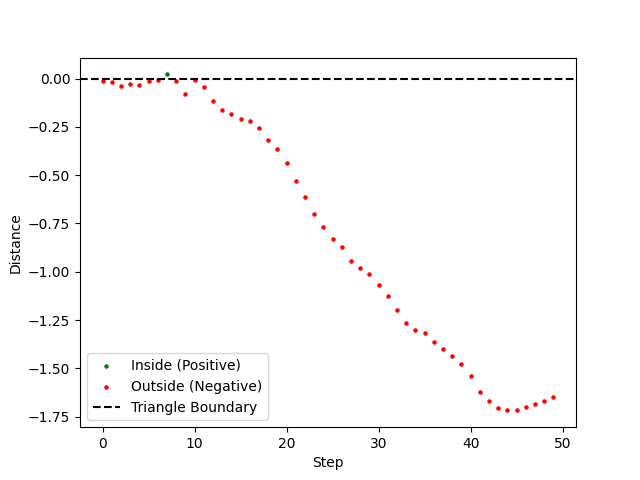 0.00
−0.25
−0.50
−0.75
−1.00
−1.25
−1.50
−1.75
Distance
Inside (Positive)
Outside (Negative)
Triangle Boundary
0 10 20 30 40 50
Step